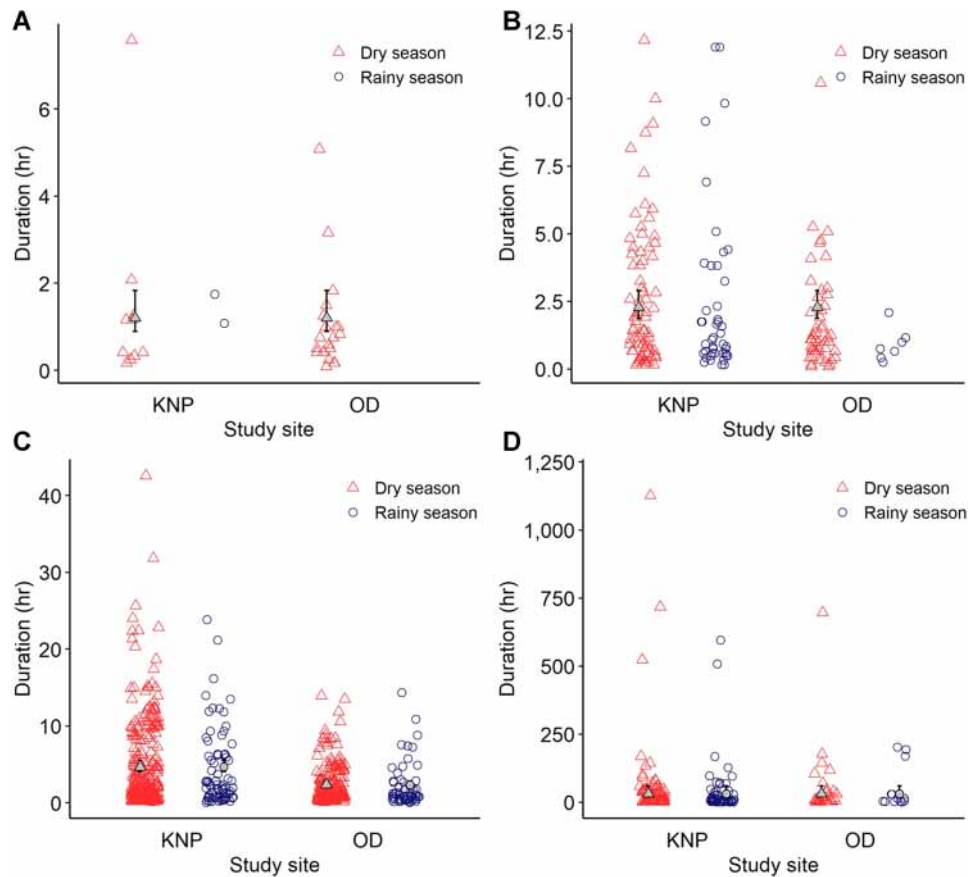 A
Dry season
Rainy season
Duration (hr)
6
4
2
0
KNP OD
Study site
B
Dry season
Rainy season
Duration (hr)
12.5
10.0
7.5
5.0
2.5
0.0
KNP OD
Study site
C
Dry season
Rainy season
Duration (hr)
40
30
20
10
0
KNP OD
Study site
D
Dry season
Rainy season
Duration (hr)
1,250
1,000
750
500
250
0
KNP OD
Study site